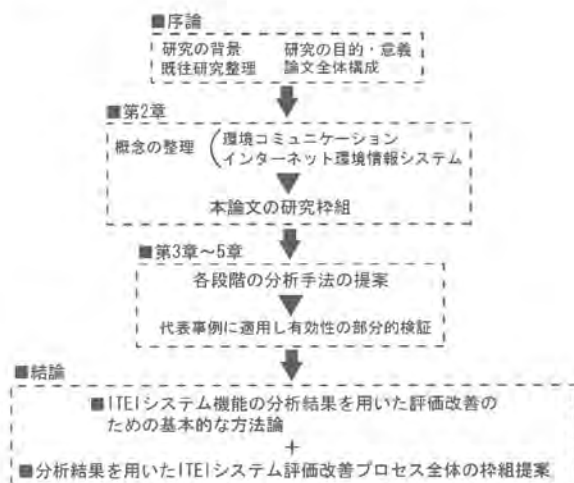 ■序論
研究の背景 研究の目的・意義
既往研究整理 論文全体構成
■第2章
概念の整理 環境コミュニケーション
インターネット環境情報システム
本論文の研究枠組
■第3章～5章
各段階の分析手法の提案
代表事例に適用し有効性の部分的検証
■結論
■ITEIシステム機能の分析結果を用いた評価改善の
ための基本的な方法論
+
■分析結果を用いたITEIシステム評価改善プロセス全体の枠組提案